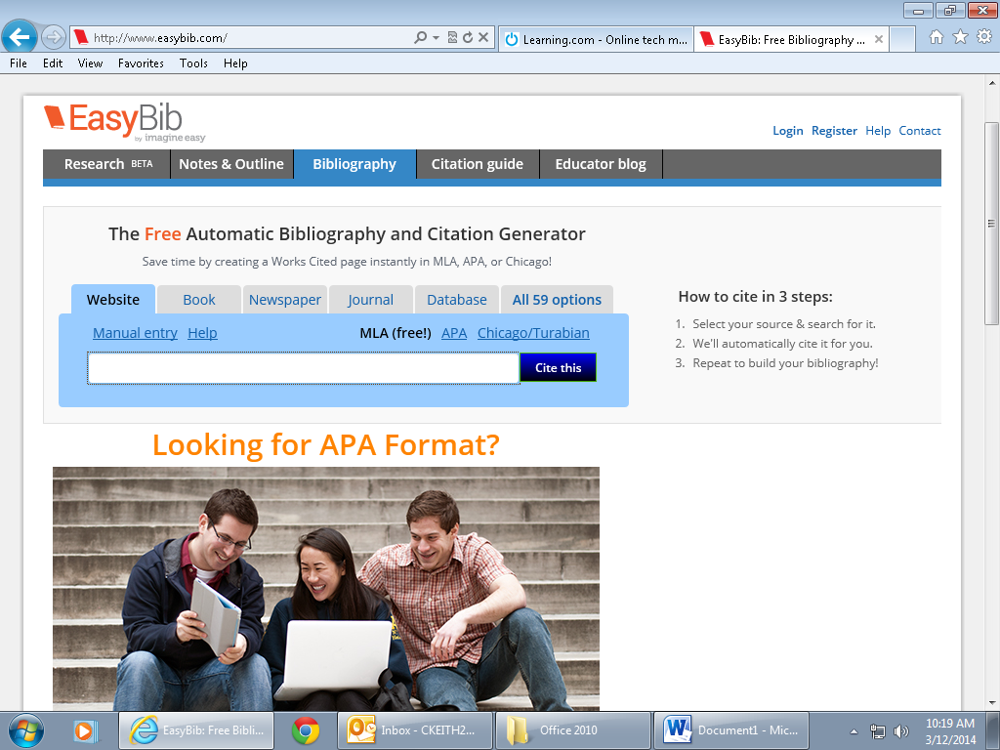 http://www.easybib.com/
Learning.com - Online tech m...
EasyBib: Free Bibliography ...
File Edit View Favorites Tools Help
EasyBib
by imagine easy
Login Register Help Contact
Research BETA Notes & Outline Bibliography Citation guide Educator blog
The Free Automatic Bibliography and Citation Generator
Save time by creating a Works Cited page instantly in MLA, APA, or Chicago!
Website Book Newspaper Journal Database All 59 options
Manual entry Help MLA (free!) APA Chicago/Turabian
Cite this
How to cite in 3 steps:
1. Select your source & search for it.
2. We'll automatically cite it for you.
3. Repeat to build your bibliography!
Looking for APA Format?
EasyBib: Free Bibli...
Inbox - CKEITH2...
Office 2010
Document1 - Mic...
10:19 AM
3/12/2014